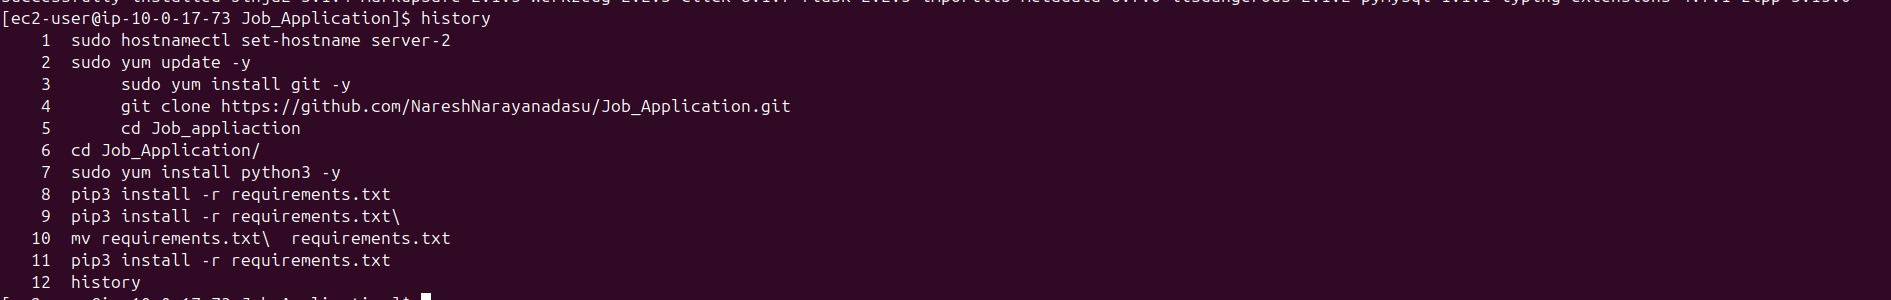 [ec2-user@ip-10-0-17-73 Job_Application]$ history
    1  sudo hostnamectl set-hostname server-2
    2  sudo yum update -y
    3       sudo yum install git -y
    4       git clone https://github.com/NareshNarayanadasu/Job_Application.git
    5       cd Job_appliaction
    6  cd Job_Application/
    7  sudo yum install python3 -y
    8  pip3 install -r requirements.txt
    9  pip3 install -r requirements.txt\
   10  mv requirements.txt\  requirements.txt
   11  pip3 install -r requirements.txt
   12  history